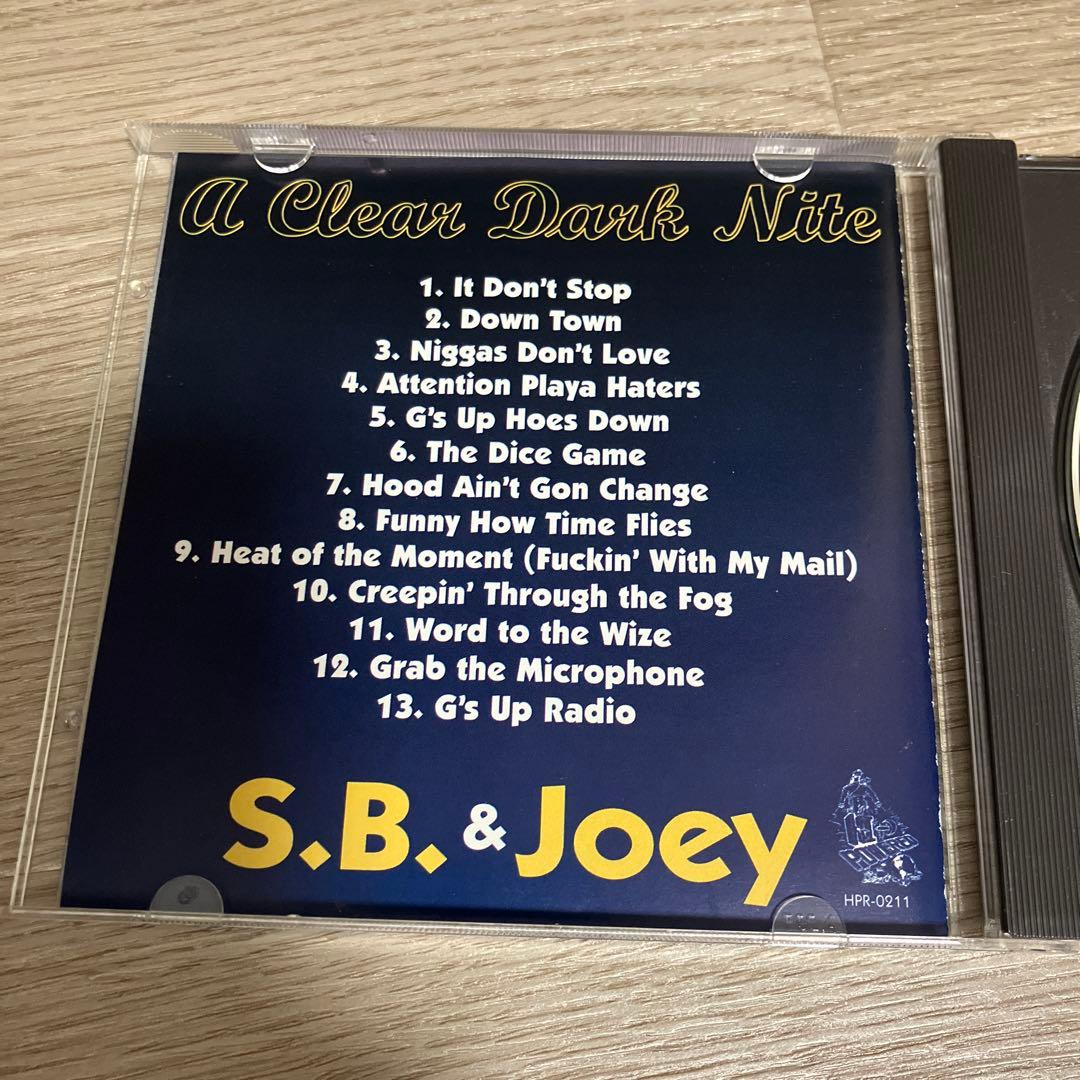 A Clear Dark Nite
1. It Don't Stop
2. Down Town
3. Niggas Don't Love
4. Attention Playa Haters
5. G's Up Hoes Down
6. The Dice Game
7. Hood Ain't Gon Change
8. Funny How Time Flies
9. Heat of the Moment (Fuckin' With My Mail)
10. Creepin' Through the Fog
11. Word to the Wize
12. Grab the Microphone
13. G's Up Radio
S.B. & Joey
HPR-0211